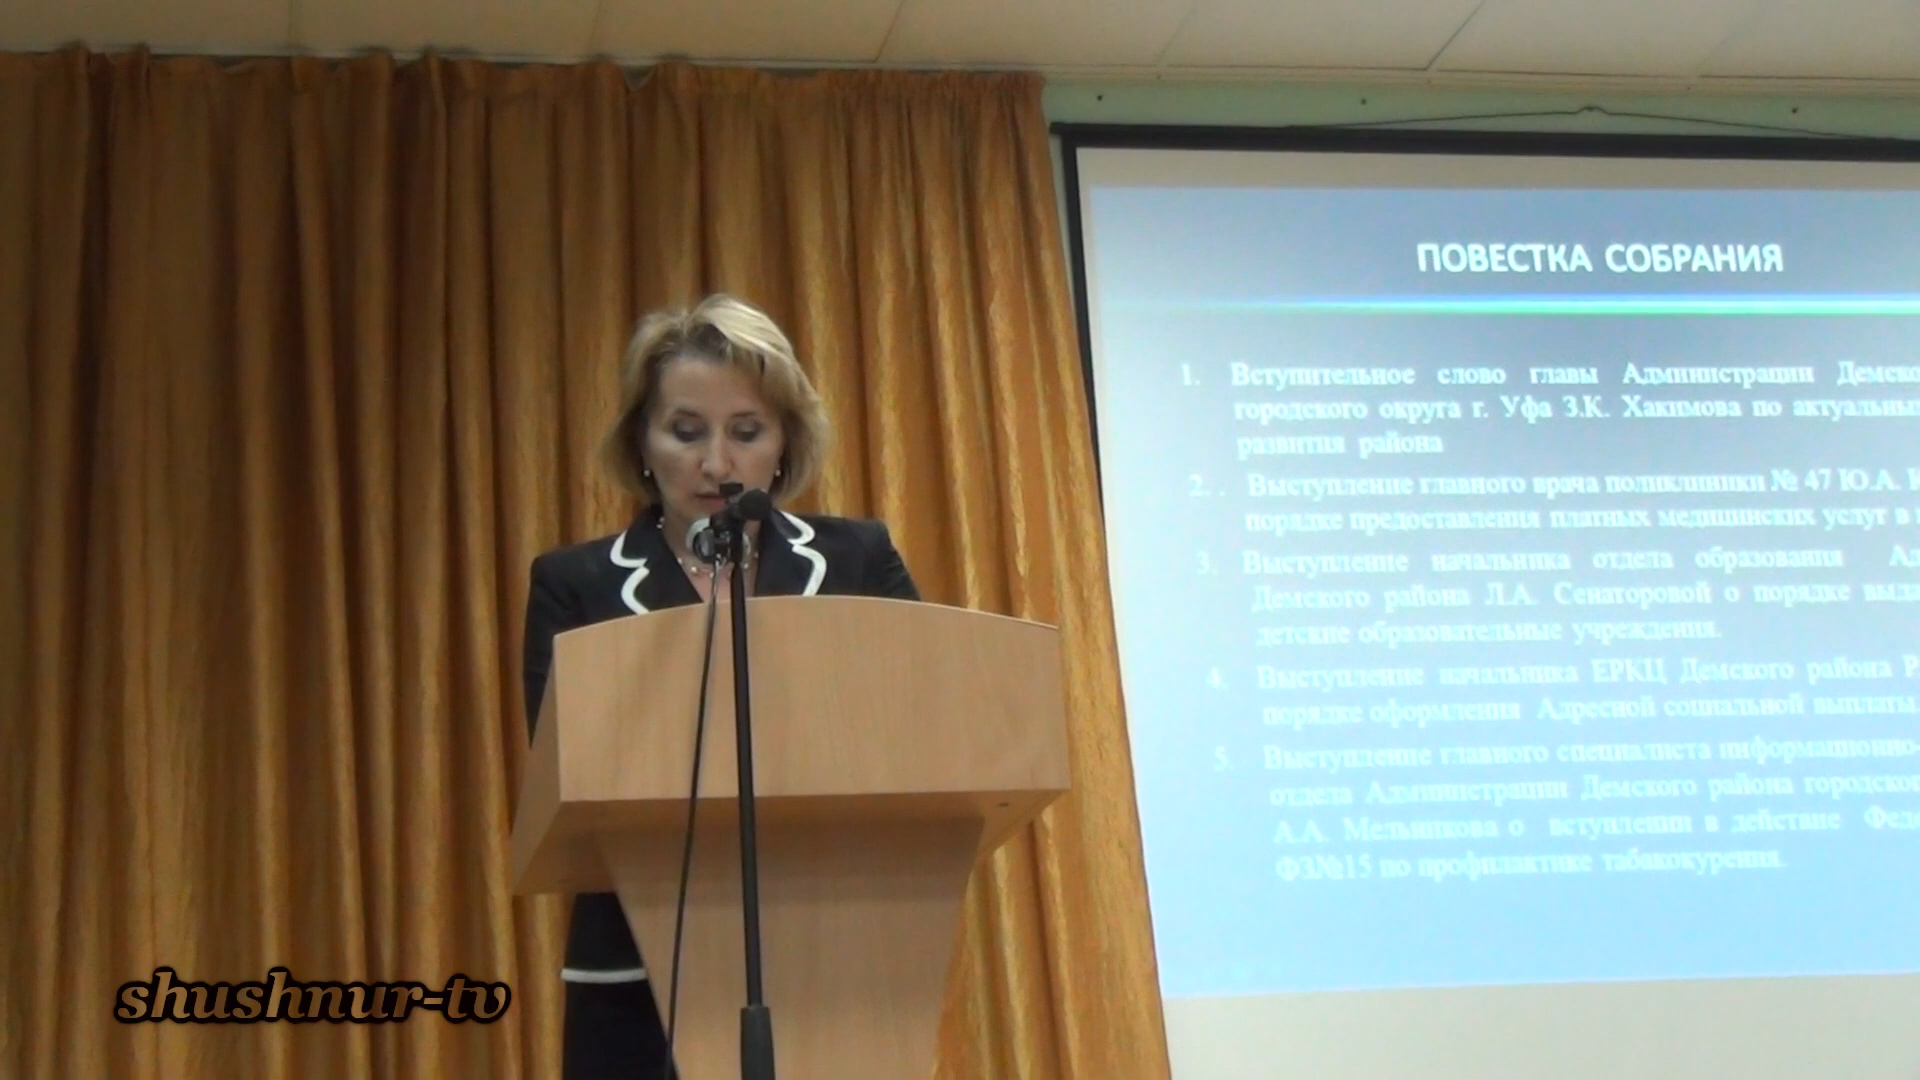 ПОВЕСТКА СОБРАНИЯ
1. Вступительное слово главы Администрации
городского округа г. Уфа З.К. Хакимова по
развития района
2. . Выступление главного врача поликлиники № 47 Ю.А.
порядке предоставления платных медицинских услуг в
3. Выступление начальника отдела образования
Демского района Л.А. Сенаторовой о порядке
детские образовательные учреждения.
4. Выступление начальника ЕРКЦ Демского района
порядке оформления Адресной социальной выплаты.
5. Выступление главного специалиста информационно-
отдела Администрации Демского района
А.А. Мельникова о вступлении в действие
ФЗ№15 по профилактике табакокурения.
shushnur-tv